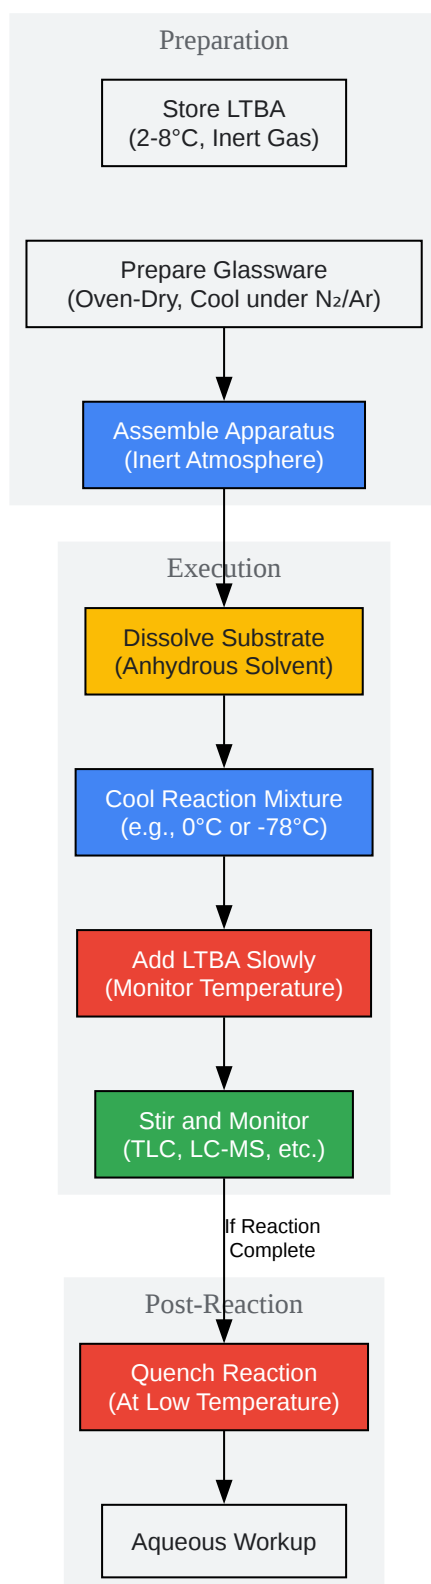 Preparation
Store LTBA
(2-8°C, Inert Gas)
Prepare Glassware
(Oven-Dry, Cool under N₂/Ar)
Assemble Apparatus
(Inert Atmosphere)
Execution
Dissolve Substrate
(Anhydrous Solvent)
Cool Reaction Mixture
(e.g., 0°C or -78°C)
Add LTBA Slowly
(Monitor Temperature)
Stir and Monitor
(TLC, LC-MS, etc.)
If Reaction
Complete
Post-Reaction
Quench Reaction
(At Low Temperature)
Aqueous Workup